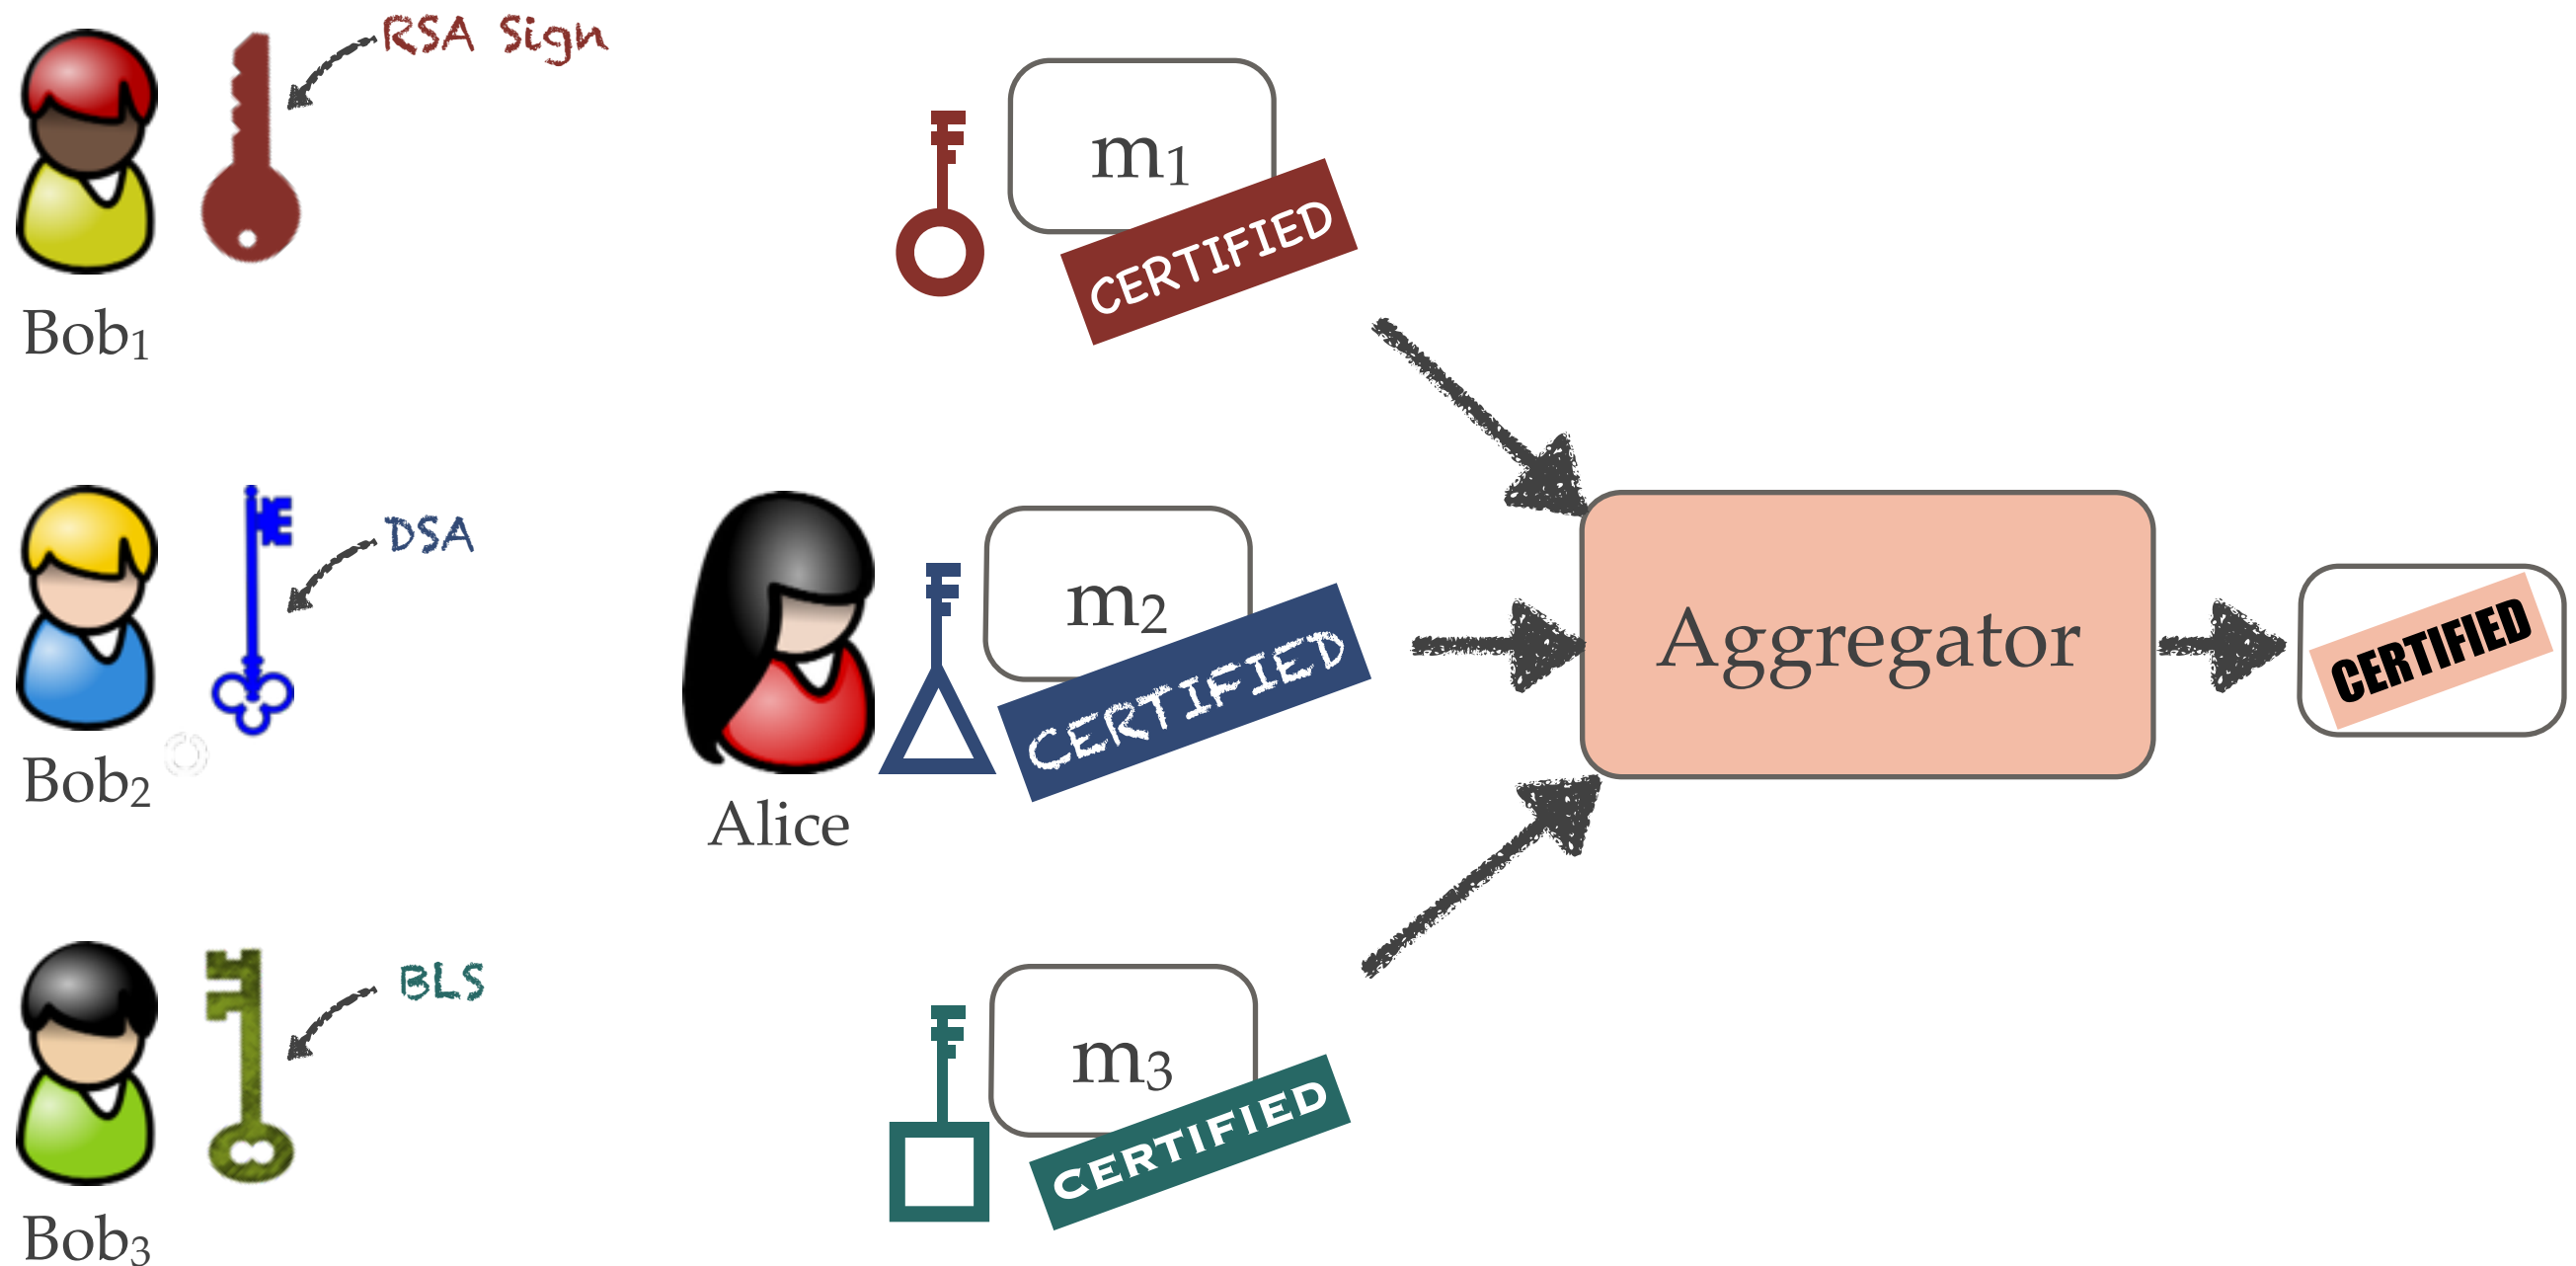 RSA Sign
Bob₁
m₁
CERTIFIED
DSA
Bob₂
Alice
m₂
CERTIFIED
Aggregator
CERTIFIED
BLS
Bob₃
m₃
CERTIFIED